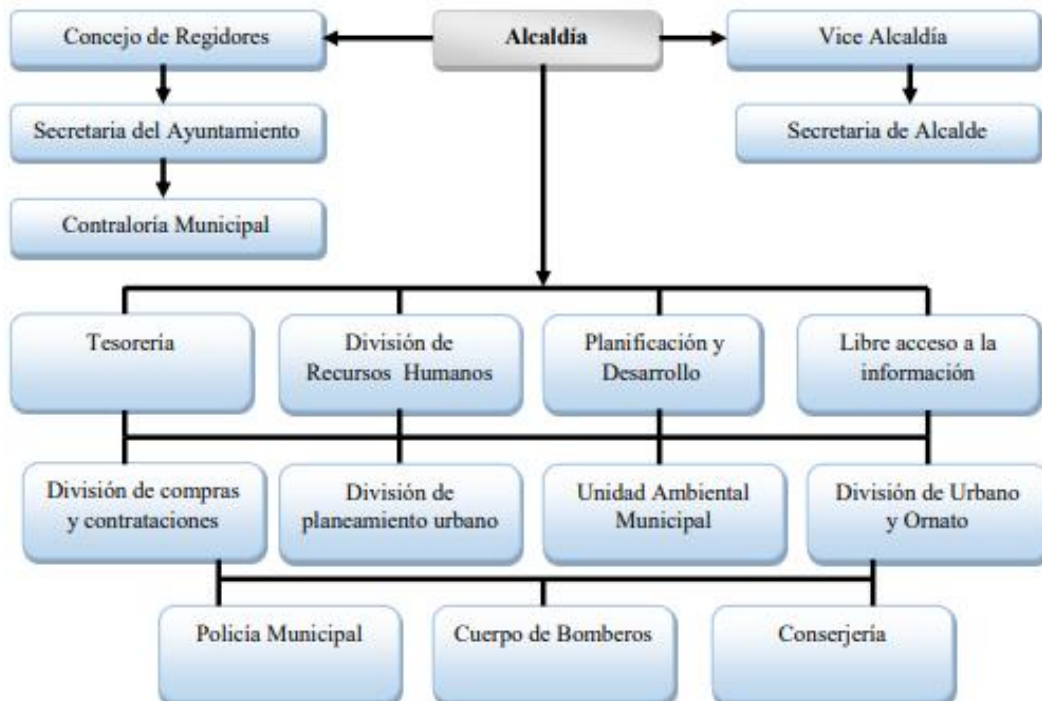 Concejo de Regidores
Alcaldía
Vice Alcaldía
Secretaria del Ayuntamiento
Secretaria de Alcalde
Contraloría Municipal
Tesorería
División de
Recursos Humanos
Planificación y
Desarrollo
Libre acceso a la
información
División de compras
y contrataciones
División de
planeamiento urbano
Unidad Ambiental
Municipal
División de Urbano
y Ornato
Policía Municipal
Cuerpo de Bomberos
Conserjería